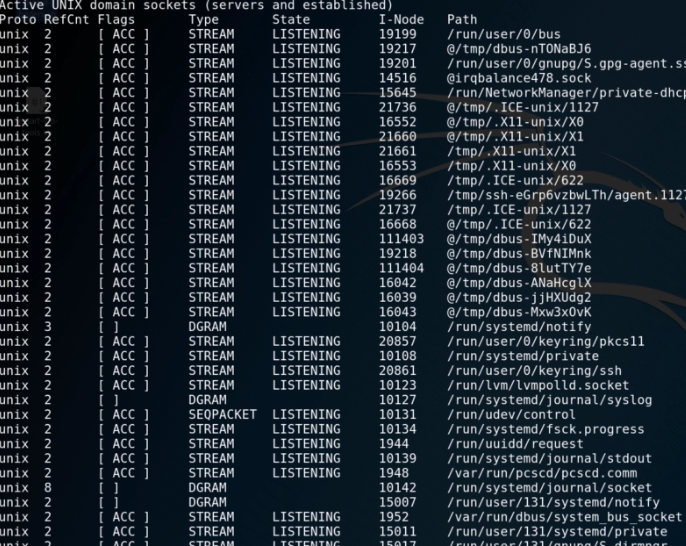 Active UNIX domain sockets (servers and established)
Proto RefCnt Flags       Type       State         I-Node   Path
unix  2      [ ACC ]     STREAM     LISTENING     19199    /run/user/0/bus
unix  2      [ ACC ]     STREAM     LISTENING     19217    @/tmp/dbus-nTONaBJ6
unix  2      [ ACC ]     STREAM     LISTENING     19201    /run/user/0/gnupg/S.gpg-agent.ss
unix  2      [ ACC ]     STREAM     LISTENING     14516    @irqbalance478.sock
unix  2      [ ACC ]     STREAM     LISTENING     15645    /run/NetworkManager/private-dhcp
unix  2      [ ACC ]     STREAM     LISTENING     21736    @/tmp/.ICE-unix/1127
unix  2      [ ACC ]     STREAM     LISTENING     16552    @/tmp/.X11-unix/X0
unix  2      [ ACC ]     STREAM     LISTENING     21660    @/tmp/.X11-unix/X1
unix  2      [ ACC ]     STREAM     LISTENING     21661    /tmp/.X11-unix/X1
unix  2      [ ACC ]     STREAM     LISTENING     16553    /tmp/.X11-unix/X0
unix  2      [ ACC ]     STREAM     LISTENING     16669    /tmp/.ICE-unix/622
unix  2      [ ACC ]     STREAM     LISTENING     19266    /tmp/ssh-eGrp6vzbwLTh/agent.1127
unix  2      [ ACC ]     STREAM     LISTENING     21737    /tmp/.ICE-unix/1127
unix  2      [ ACC ]     STREAM     LISTENING     16668    @/tmp/.ICE-unix/622
unix  2      [ ACC ]     STREAM     LISTENING     111403   @/tmp/dbus-IMy4iDuX
unix  2      [ ACC ]     STREAM     LISTENING     19218    @/tmp/dbus-BVfNIMnk
unix  2      [ ACC ]     STREAM     LISTENING     111404   @/tmp/dbus-8lutTY7e
unix  2      [ ACC ]     STREAM     LISTENING     16042    @/tmp/dbus-ANaHcglX
unix  2      [ ACC ]     STREAM     LISTENING     16039    @/tmp/dbus-jjHXUdg2
unix  2      [ ACC ]     STREAM     LISTENING     16043    @/tmp/dbus-Mxw3xOvK
unix  3      [ ]         DGRAM                    10104    /run/systemd/notify
unix  2      [ ACC ]     STREAM     LISTENING     20857    /run/user/0/keyring/pkcs11
unix  2      [ ACC ]     STREAM     LISTENING     10108    /run/systemd/private
unix  2      [ ACC ]     STREAM     LISTENING     20861    /run/user/0/keyring/ssh
unix  2      [ ACC ]     STREAM     LISTENING     10123    /run/lvm/lvmpolld.socket
unix  2      [ ]         DGRAM                    10127    /run/systemd/journal/syslog
unix  2      [ ACC ]     SEQPACKET  LISTENING     10131    /run/udev/control
unix  2      [ ACC ]     STREAM     LISTENING     10134    /run/systemd/fsck.progress
unix  2      [ ACC ]     STREAM     LISTENING     1944     /run/uuidd/request
unix  2      [ ACC ]     STREAM     LISTENING     10139    /run/systemd/journal/stdout
unix  2      [ ACC ]     STREAM     LISTENING     1948     /var/run/pcscd/pcscd.comm
unix  8      [ ]         DGRAM                    10142    /run/systemd/journal/socket
unix  2      [ ]         DGRAM                    15007    /run/user/131/systemd/notify
unix  2      [ ACC ]     STREAM     LISTENING     1952     /var/run/dbus/system_bus_socket
unix  2      [ ACC ]     STREAM     LISTENING     15011    /run/user/131/systemd/private
unix  2      [ ACC ]     STREAM     LISTENING     15017    /run/user/131/gnupg/S.dirmngr